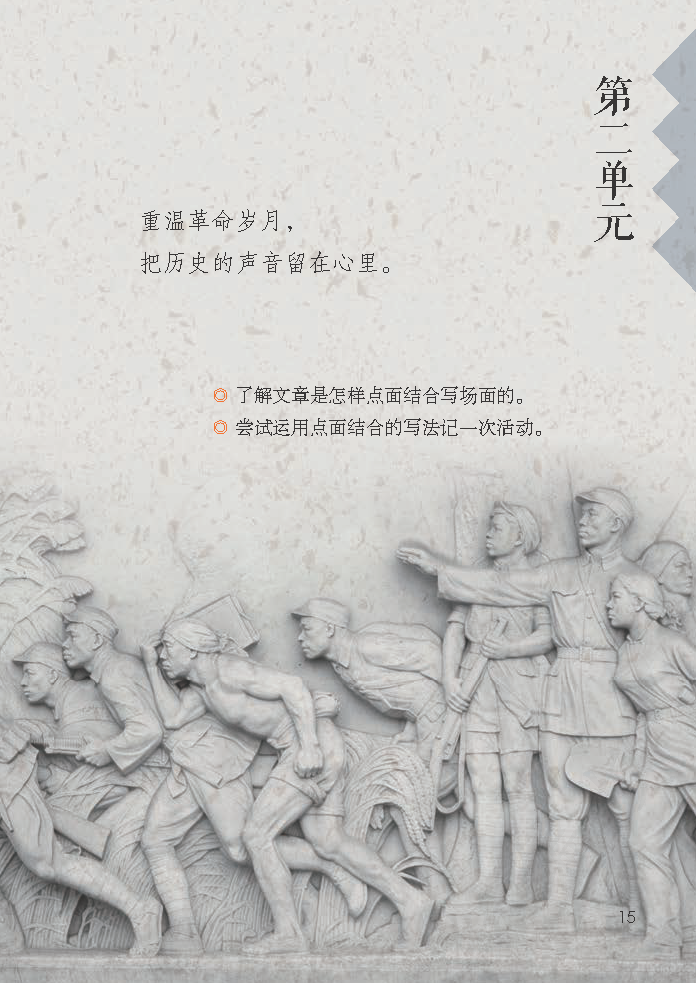 第二单元
重温革命岁月，
把历史的声音留在心里。
◎ 了解文章是怎样点面结合写场面的。
◎ 尝试运用点面结合的写法记一次活动。
15